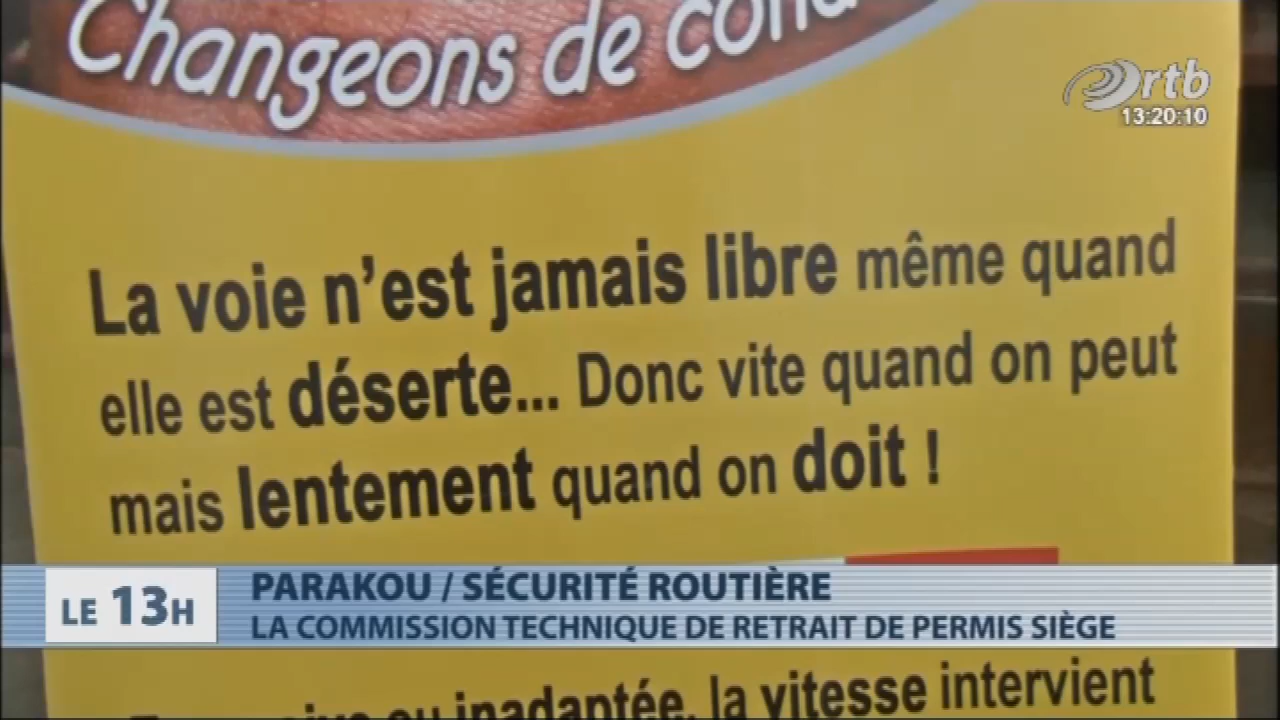 Changeons de
rtb
13:20:10
La voie n'est jamais libre même quand
elle est déserte... Donc vite quand on peut
mais lentement quand on doit !
LE 13H
PARAKOU / SÉCURITÉ ROUTIÈRE
LA COMMISSION TECHNIQUE DE RETRAIT DE PERMIS SIÈGE
ou inadaptée, la vitesse intervient